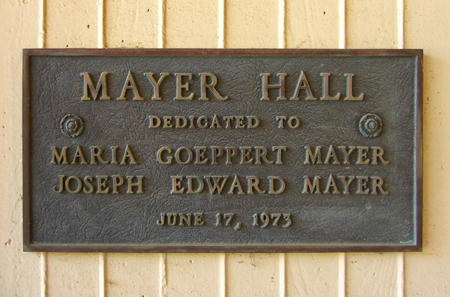 MAYER HALL
DEDICATED TO
MARIA GOEPPERT MAYER
JOSEPH EDWARD MAYER
JUNE 17, 1973